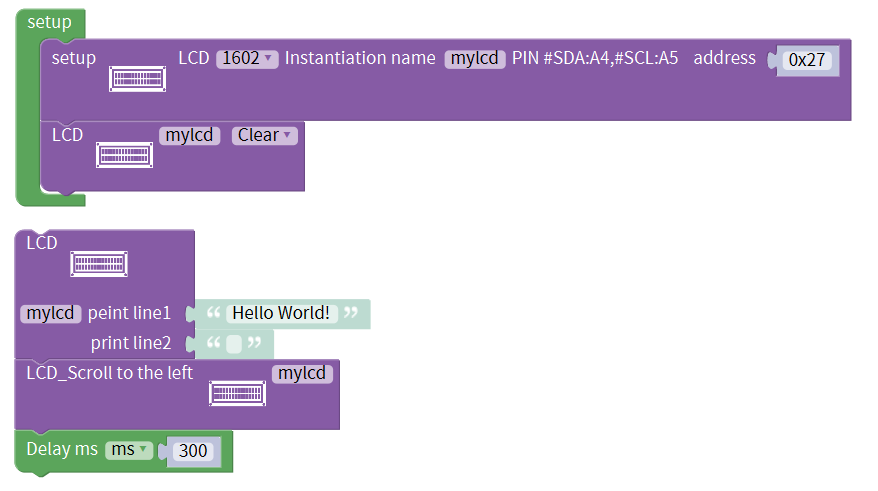 setup
setup LCD 1602 Instantiation name mylcd PIN #SDA:A4,#SCL:A5 address 0x27
LCD mylcd Clear
LCD
mylcd peint line1 “ Hello World! ”
print line2 “ ”
LCD_Scroll to the left mylcd
Delay ms ms 300